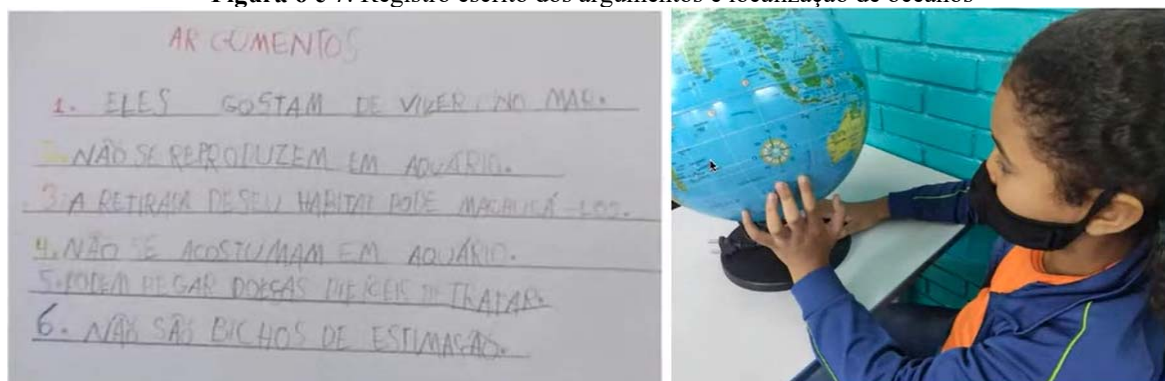 Figura 6 e 7: Registro escrito dos argumentos e localização de oceanos
ARGUMENTOS
1. ELES GOSTAM DE VIVER NO MAR.
2. NÃO SE REPRODUZEM EM AQUÁRIO.
3. A RETIRADA DE SEU HABITAT PODE MACHUCÁ-LOS.
4. NÃO SE ACOSTUMAM EM AQUÁRIO.
5. PODEM PEGAR DOEÇAS DIFÍCEIS DE TRATAR.
6. NÃO SÃO BICHOS DE ESTIMAÇÃO.